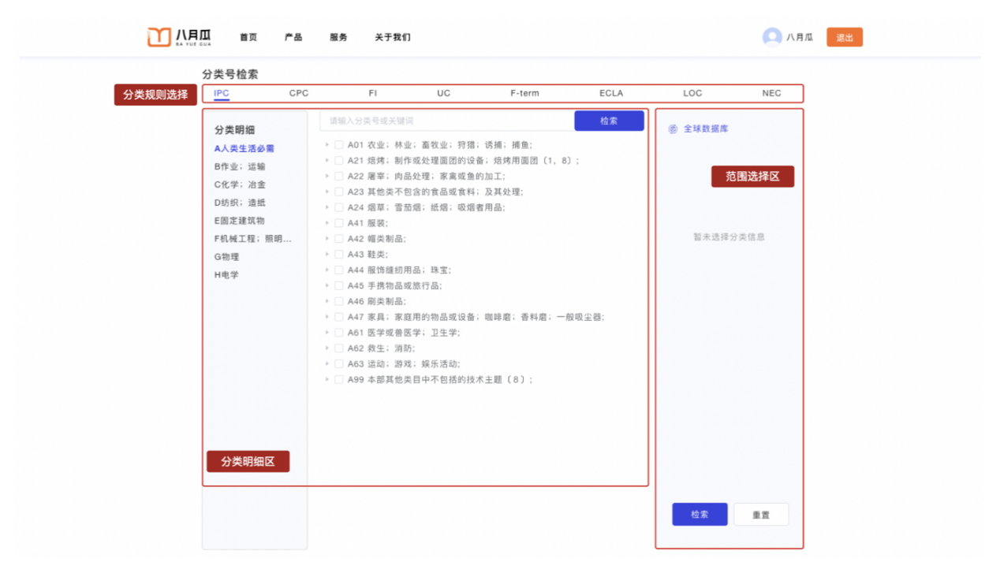 八月瓜
BA YUE GUA
首页 产品 服务 关于我们
八月瓜 退出
分类号检索
分类规则选择
IPC CPC FI UC F-term ECLA LOC NEC
分类明细
A人类生活必需
B作业；运输
C化学；冶金
D纺织；造纸
E固定建筑物
F机械工程；照明...
G物理
H电学
分类明细区
请输入分类号或关键词 检索
A01 农业；林业；畜牧业；狩猎；诱捕；捕鱼;
A21 焙烤；制作或处理面团的设备；焙烤用面团〔1，8〕;
A22 屠宰；肉品处理；家禽或鱼的加工;
A23 其他类不包含的食品或食料；及其处理;
A24 烟草；雪茄烟；纸烟；吸烟者用品;
A41 服装;
A42 帽类制品;
A43 鞋类;
A44 服饰缝纫用品；珠宝;
A45 手携物品或旅行品;
A46 刷类制品;
A47 家具；家庭用的物品或设备；咖啡磨；香料磨；一般吸尘器;
A61 医学或兽医学；卫生学;
A62 救生；消防;
A63 运动；游戏；娱乐活动;
A99 本部其他类目中不包括的技术主题〔8〕;
全球数据库
范围选择区
暂未选择分类信息
检索 重置